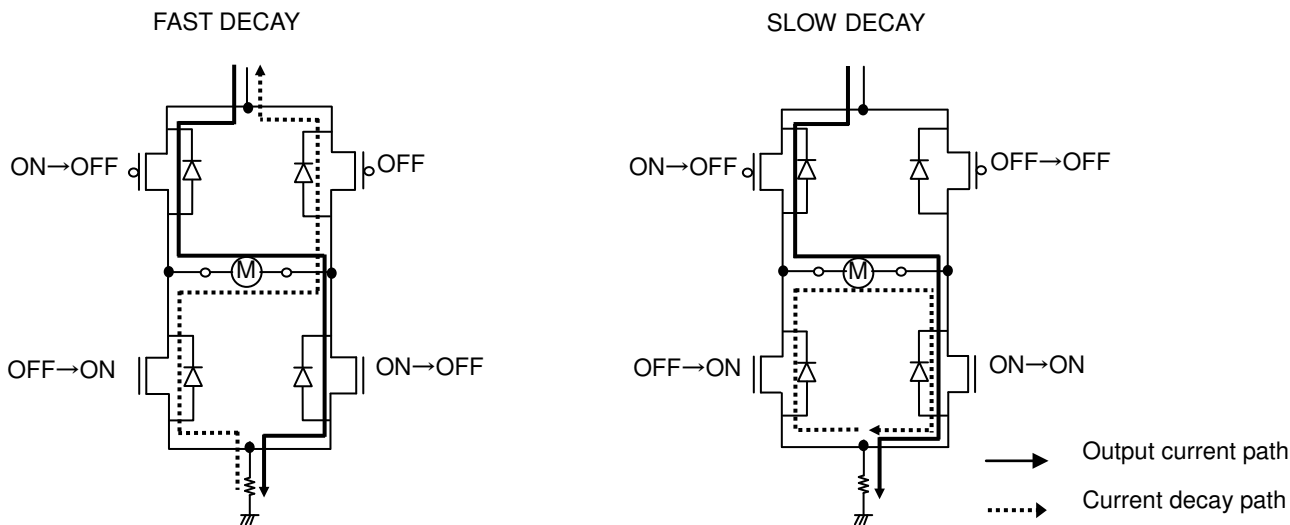 FAST DECAY
SLOW DECAY
ON→OFF
OFF
ON→OFF
OFF→OFF
M
M
OFF→ON
ON→OFF
OFF→ON
ON→ON
Output current path
Current decay path